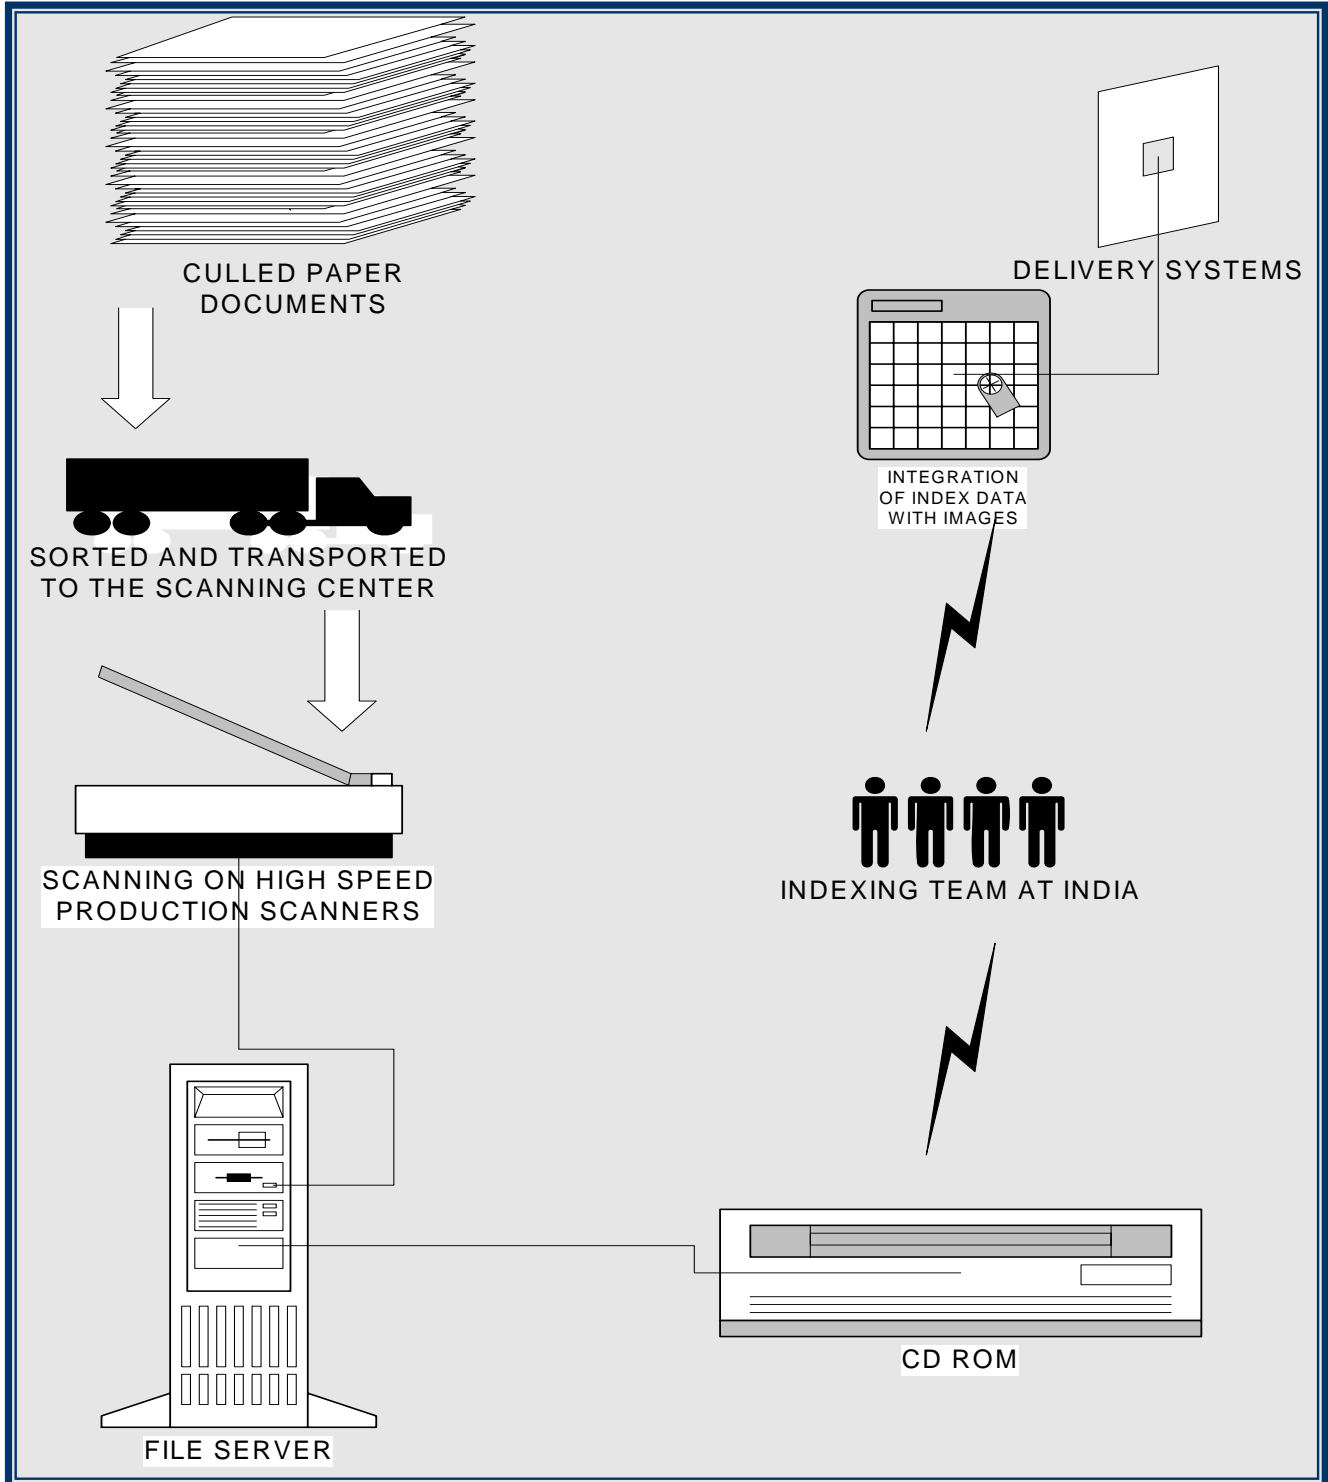 CULLED PAPER
DOCUMENTS
SORTED AND TRANSPORTED
TO THE SCANNING CENTER
SCANNING ON HIGH SPEED
PRODUCTION SCANNERS
FILE SERVER
CD ROM
INDEXING TEAM AT INDIA
INTEGRATION
OF INDEX DATA
WITH IMAGES
DELIVERY SYSTEMS